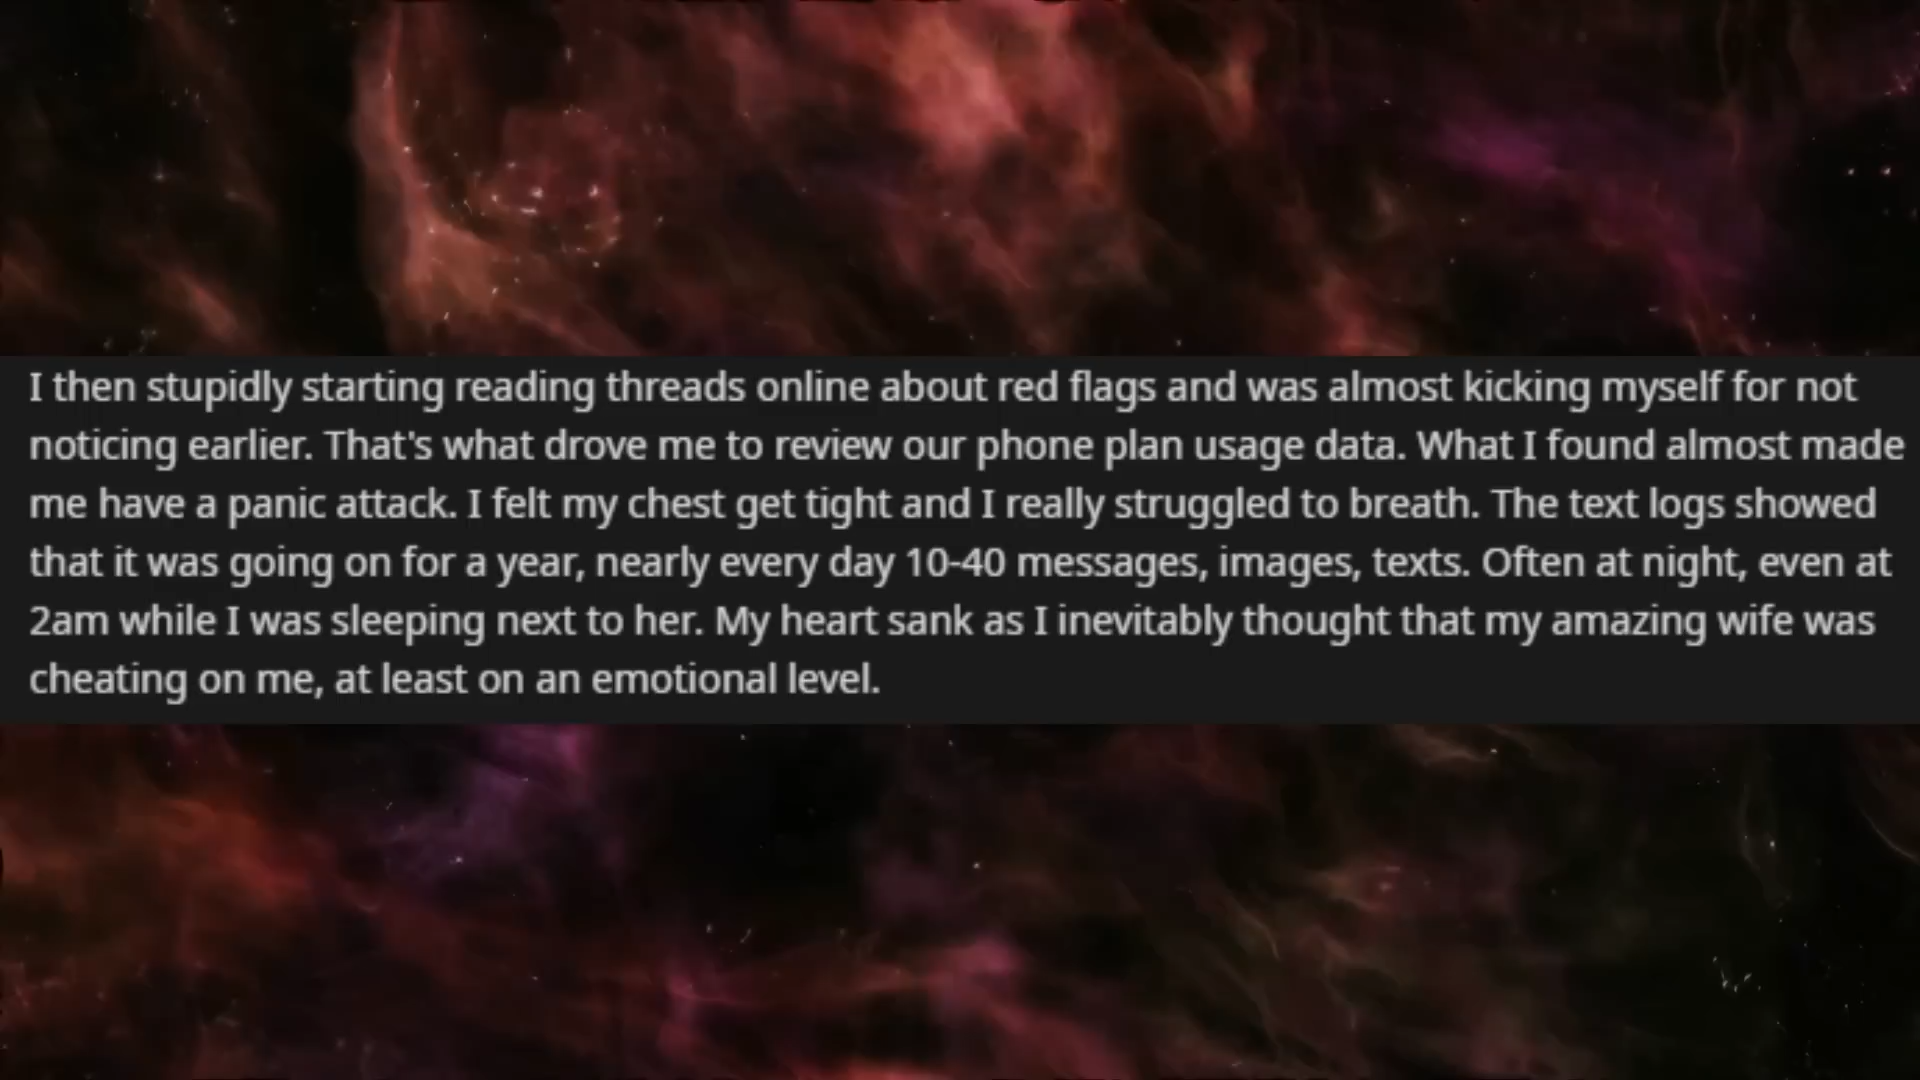 I then stupidly starting reading threads online about red flags and was almost kicking myself for not
noticing earlier. That's what drove me to review our phone plan usage data. What I found almost made
me have a panic attack. I felt my chest get tight and I really struggled to breath. The text logs showed
that it was going on for a year, nearly every day 10-40 messages, images, texts. Often at night, even at
2am while I was sleeping next to her. My heart sank as I inevitably thought that my amazing wife was
cheating on me, at least on an emotional level.